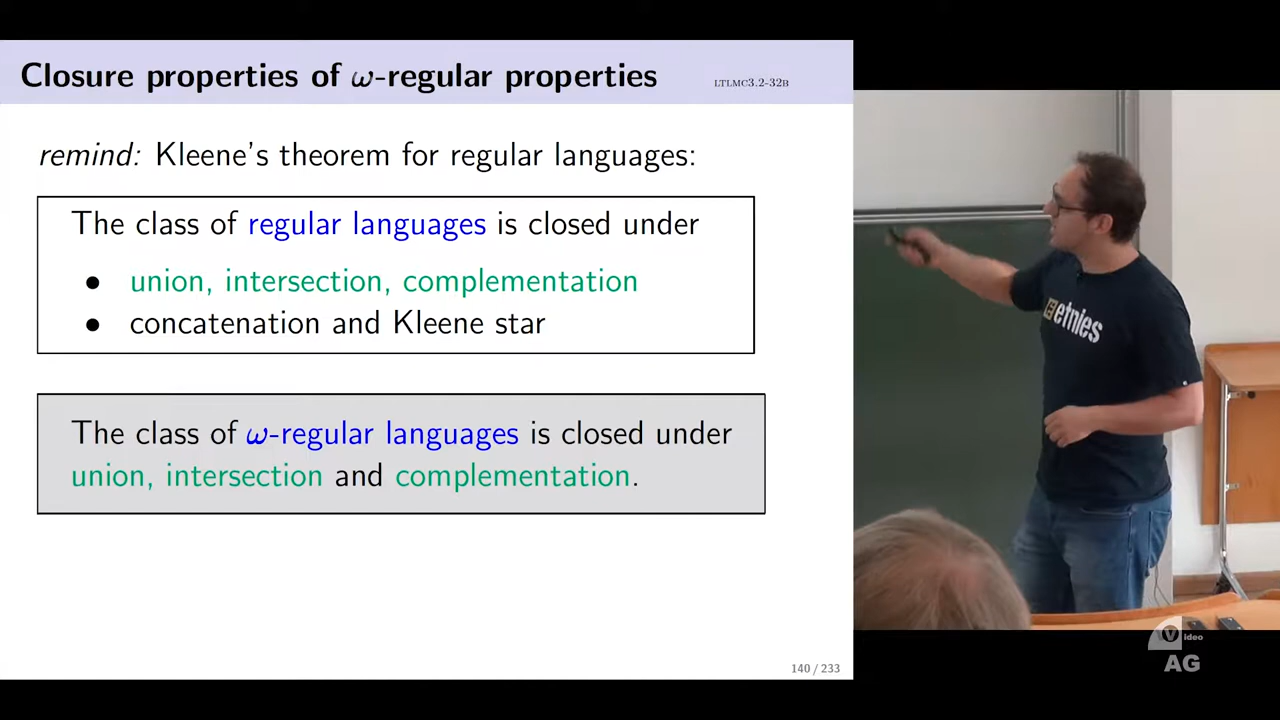 Closure properties of ω-regular properties
LTLMC3.2-32B
remind: Kleene's theorem for regular languages:
The class of regular languages is closed under
• union, intersection, complementation
• concatenation and Kleene star
The class of ω-regular languages is closed under
union, intersection and complementation.
140 / 233
etnies
Video
AG